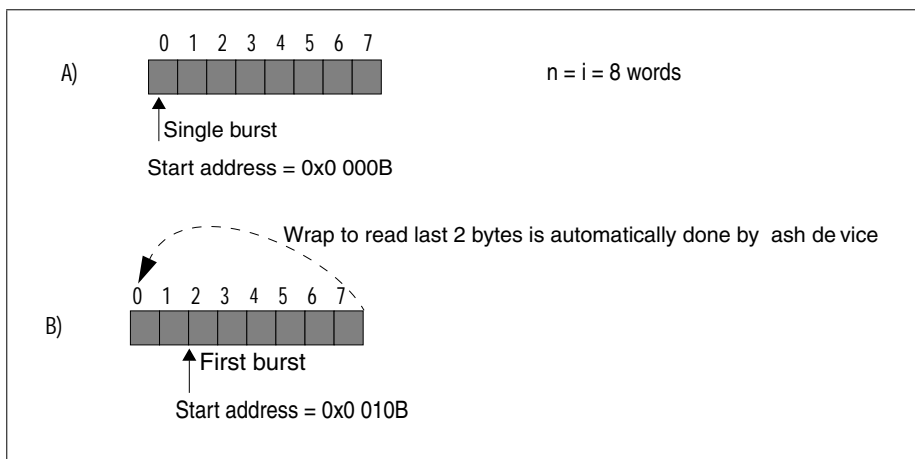 0 1 2 3 4 5 6 7
A)
n = i = 8 words
Single burst
Start address = 0x0 000B
Wrap to read last 2 bytes is automatically done by ash de vice
0 1 2 3 4 5 6 7
B)
First burst
Start address = 0x0 010B